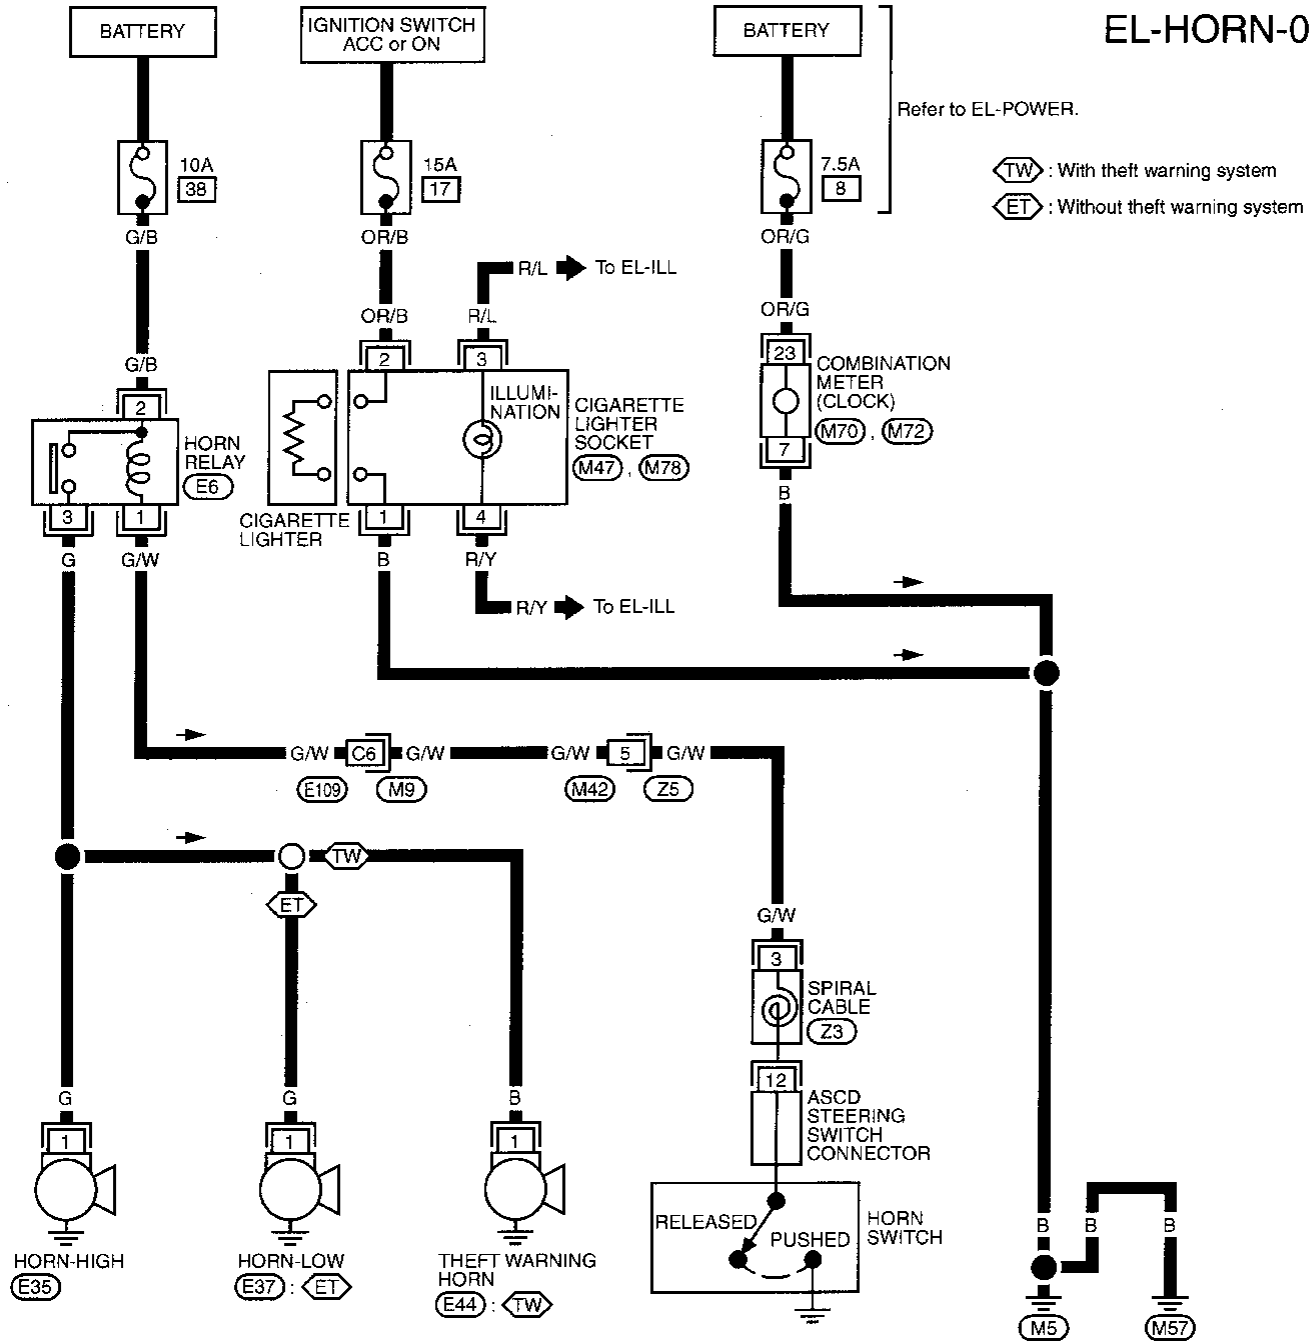 BATTERY
IGNITION SWITCH
ACC or ON
BATTERY
EL-HORN-0
Refer to EL-POWER.
10A
38
15A
17
7.5A
8
TW : With theft warning system
ET : Without theft warning system
G/B
OR/B
OR/G
R/L
To EL-ILL
OR/B
R/L
OR/G
G/B
2
3
23
COMBINATION
METER
(CLOCK)
M70 , M72
2
ILLUMI-
NATION
CIGARETTE
LIGHTER
SOCKET
M47 , M78
7
HORN
RELAY
E6
B
3
1
CIGARETTE
LIGHTER
1
4
G
G/W
B
R/Y
R/Y
To EL-ILL
G/W
C6
G/W
G/W
5
G/W
E109
M9
M42
Z5
TW
ET
G/W
3
SPIRAL
CABLE
Z3
12
ASCD
STEERING
SWITCH
CONNECTOR
G
G
B
1
1
1
RELEASED
PUSHED
HORN
SWITCH
B
B
B
HORN-HIGH
E35
HORN-LOW
E37 : ET
THEFT WARNING
HORN
E44 : TW
M5
M57